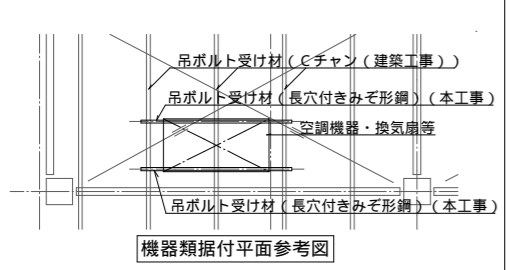 吊ボルト受け材（Ｃチャン（建築工事））
吊ボルト受け材（長穴付きみぞ形鋼）（本工事）
空調機器・換気扇等
吊ボルト受け材（長穴付きみぞ形鋼）（本工事）
機器類据付平面参考図